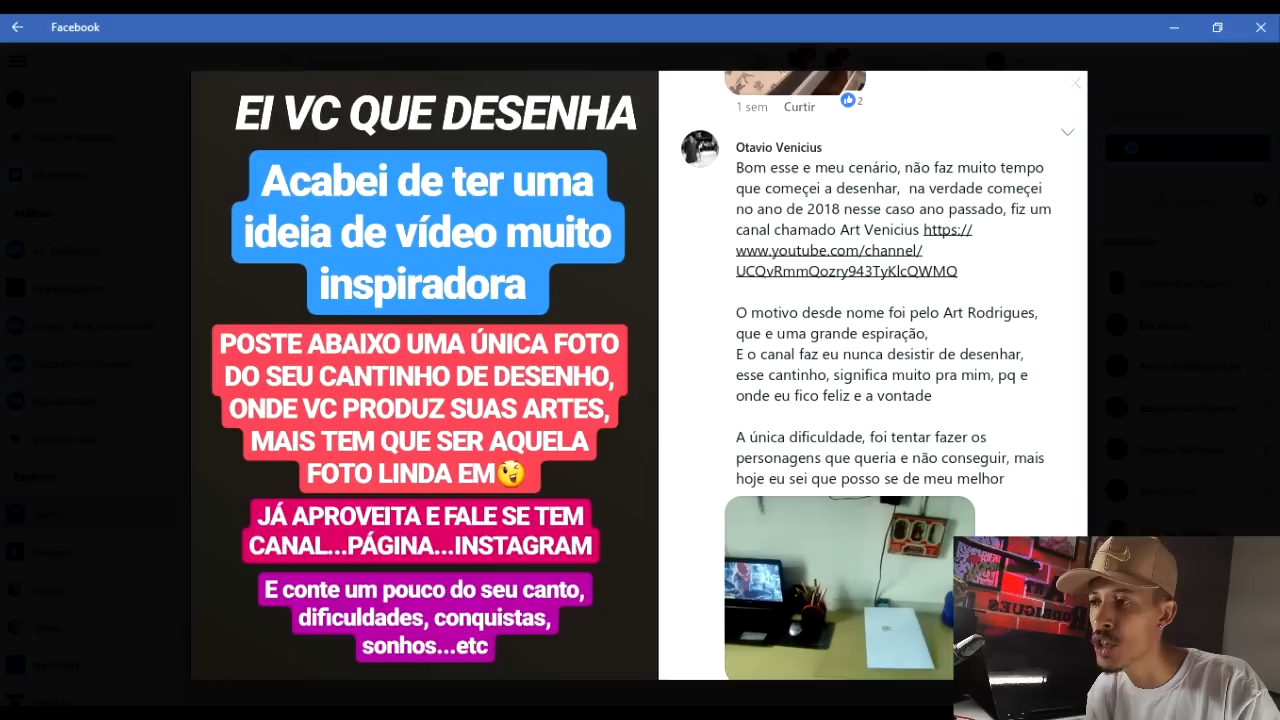 Facebook
EI VC QUE DESENHA
Acabei de ter uma
ideia de vídeo muito
inspiradora
POSTE ABAIXO UMA ÚNICA FOTO
DO SEU CANTINHO DE DESENHO,
ONDE VC PRODUZ SUAS ARTES,
MAIS TEM QUE SER AQUELA
FOTO LINDA EM😉
JÁ APROVEITA E FALE SE TEM
CANAL...PÁGINA...INSTAGRAM
E conte um pouco do seu canto,
dificuldades, conquistas,
sonhos...etc
1 sem Curtir 2
Otavio Venicius
Bom esse e meu cenário, não faz muito tempo
que começei a desenhar, na verdade começei
no ano de 2018 nesse caso ano passado, fiz um
canal chamado Art Venicius https://
www.youtube.com/channel/
UCQvRmmQozry943TyKlcQWMQ
O motivo desde nome foi pelo Art Rodrigues,
que e uma grande espiração,
E o canal faz eu nunca desistir de desenhar,
esse cantinho, significa muito pra mim, pq e
onde eu fico feliz e a vontade
A única dificuldade, foi tentar fazer os
personagens que queria e não conseguir, mais
hoje eu sei que posso se de meu melhor
RODRIGUES